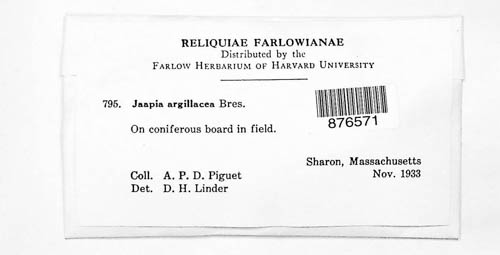 RELIQUIAE FARLOWIANAE
Distributed by the
FARLOW HERBARIUM OF HARVARD UNIVERSITY
795. Jaapia argillacea Bres.
876571
On coniferous board in field.
Sharon, Massachusetts
Coll. A. P. D. Piguet
Nov. 1933
Det. D. H. Linder